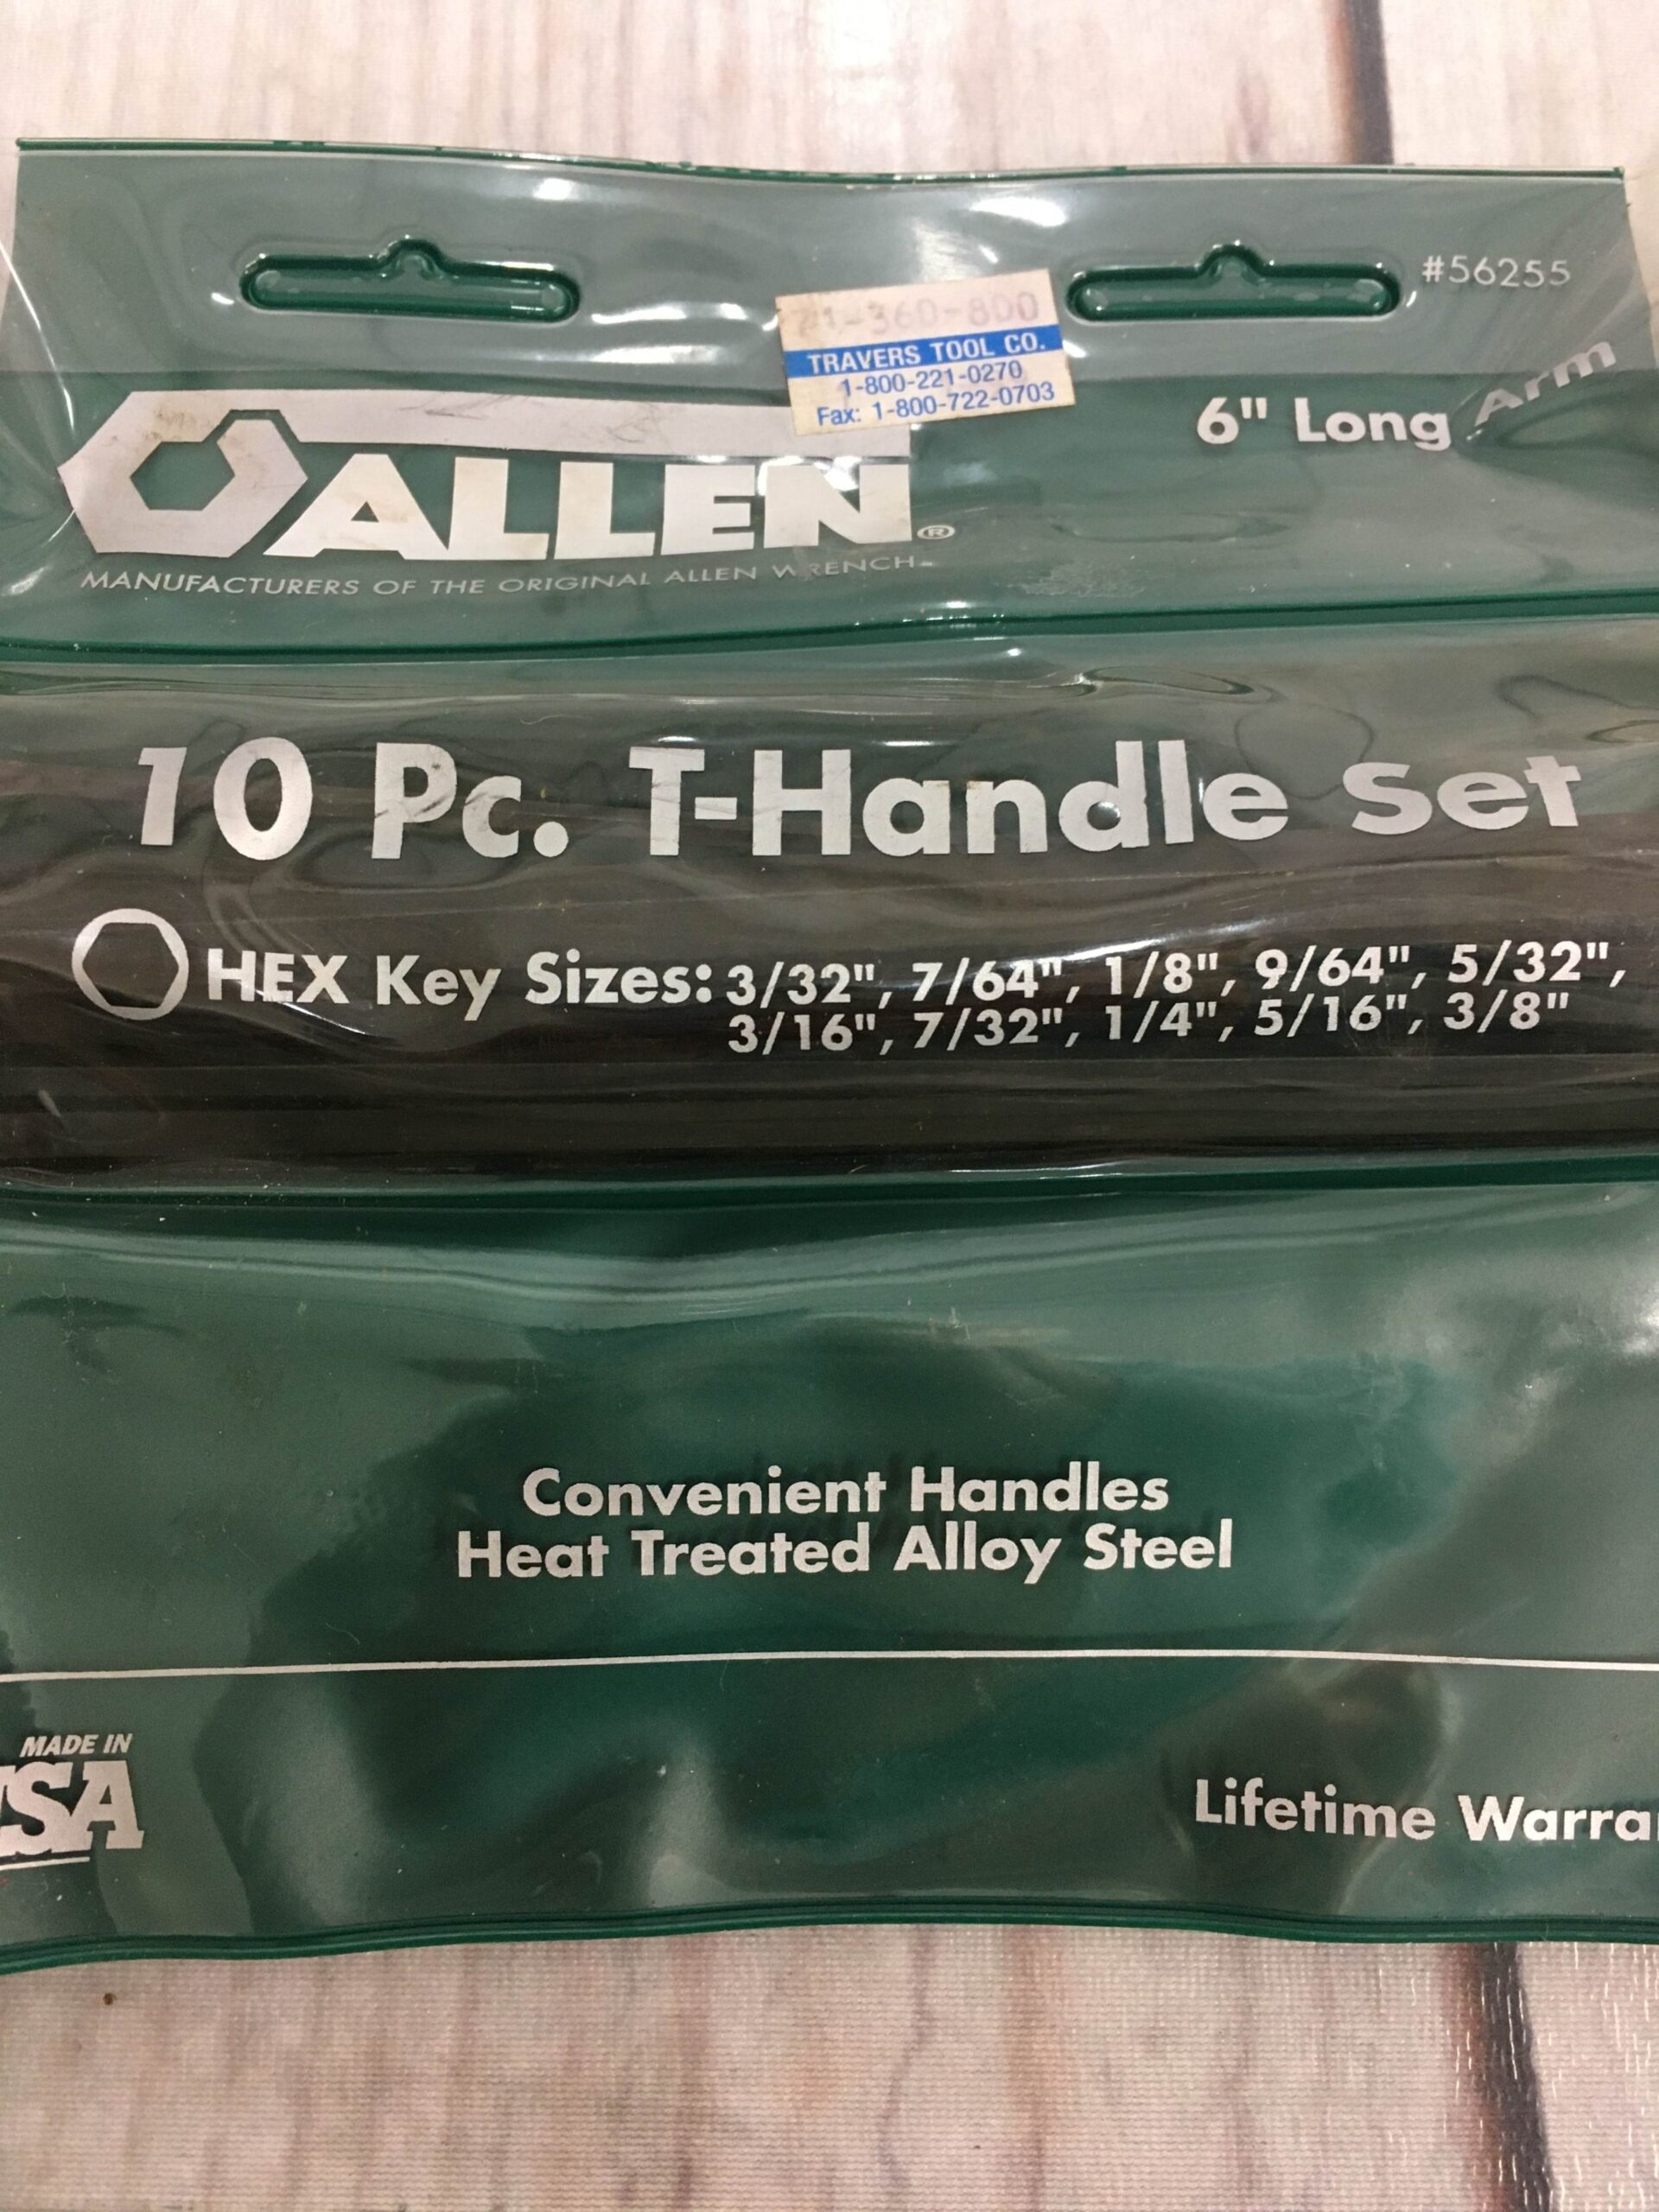 #56255
21-360-800
TRAVERS TOOL CO.
1-800-221-0270
Fax: 1-800-722-0703
6" Long Arm
ALLEN®
MANUFACTURERS OF THE ORIGINAL ALLEN WRENCH
10 Pc. T-Handle Set
HEX Key Sizes: 3/32", 7/64", 1/8", 9/64", 5/32",
3/16", 7/32", 1/4", 5/16", 3/8"
Convenient Handles
Heat Treated Alloy Steel
MADE IN
USA
Lifetime Warra